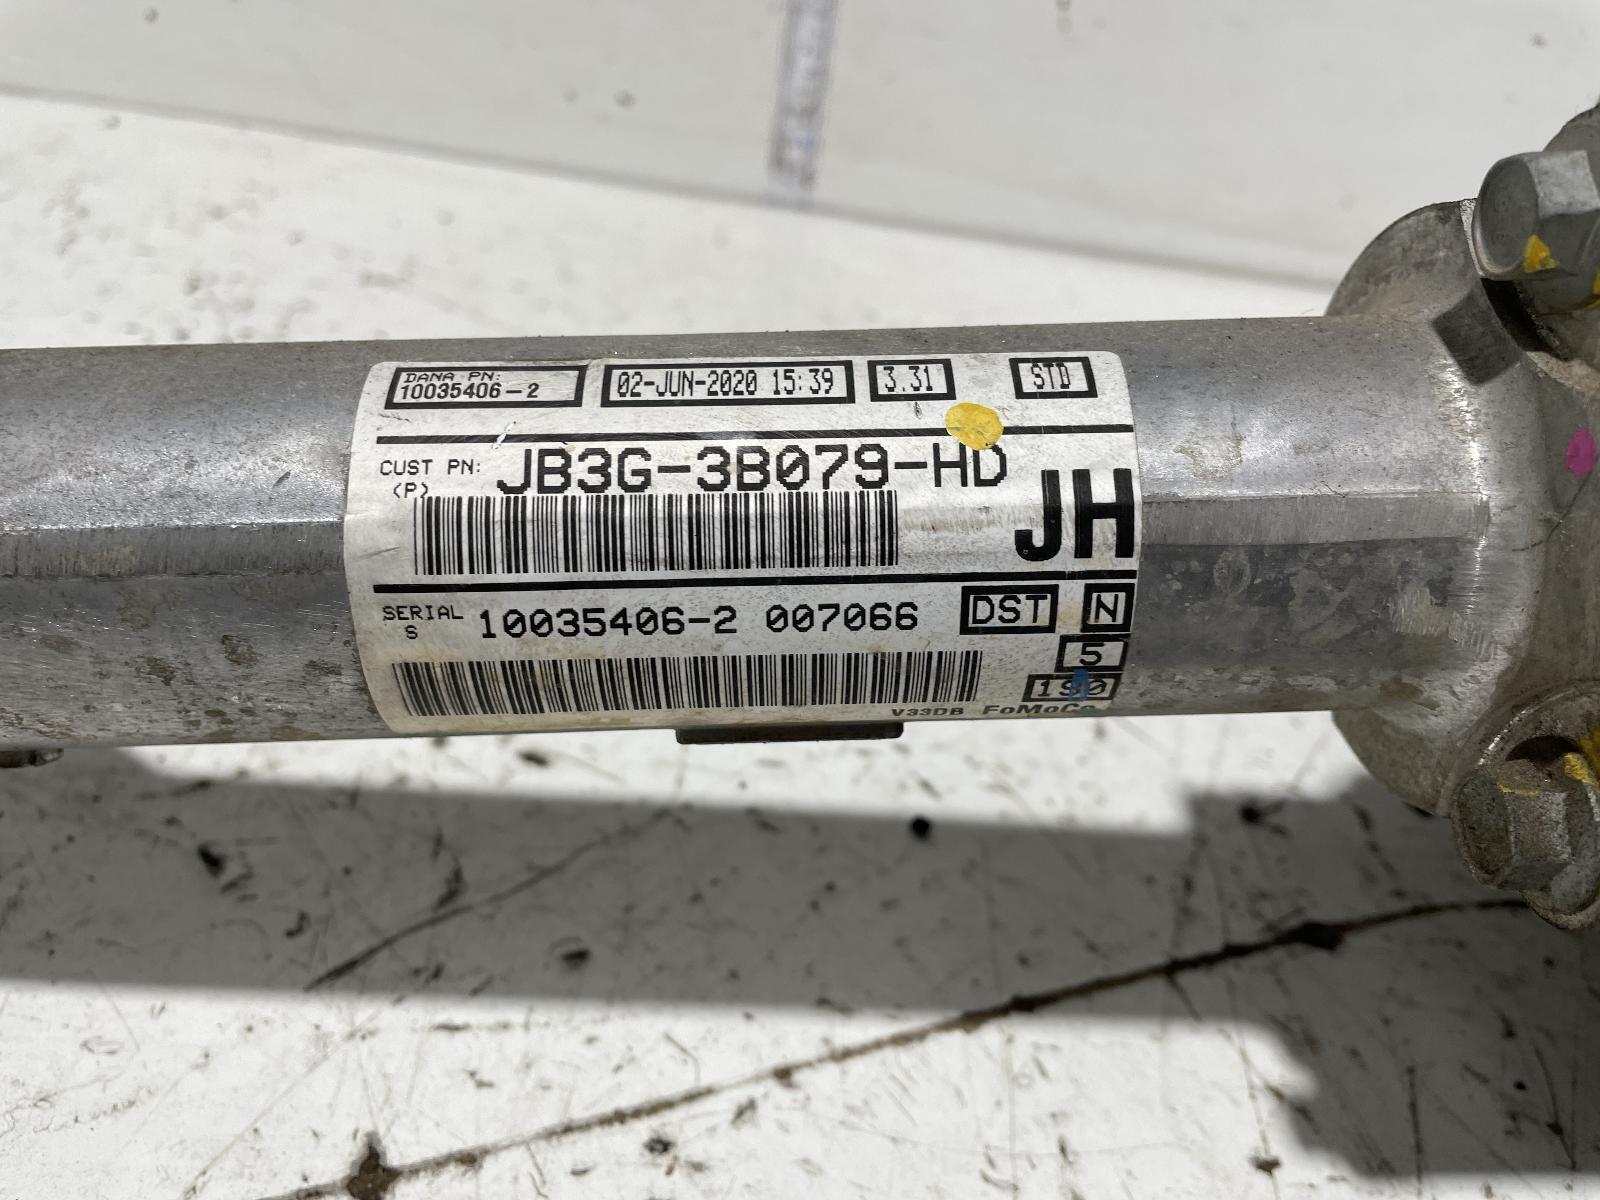 DANA PN:
10035406-2
02-JUN-2020 15:39
3.31
STD
CUST PN: JB3G-3B079-HD
(P)
JH
SERIAL 10035406-2 007066
S
DST N
5
190
V33DB FoMoCo